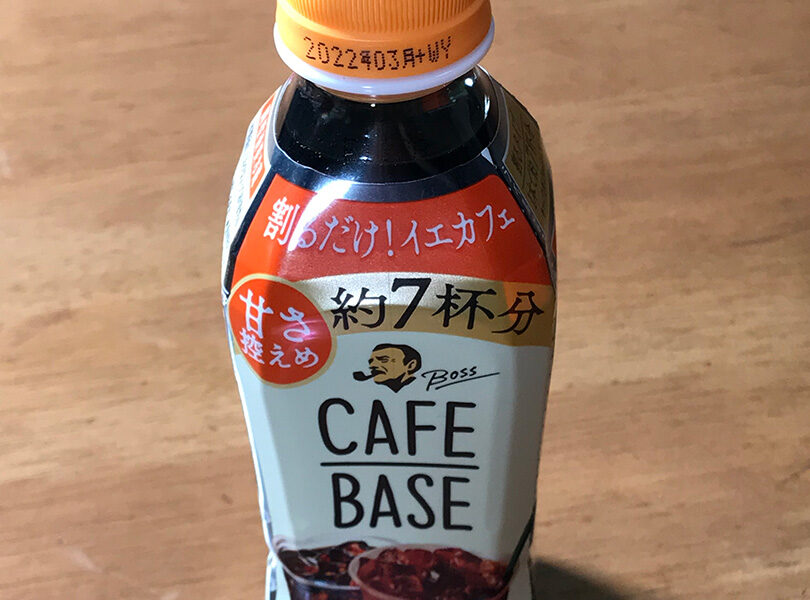 2022年03月+WY
割るだけ!イエカフェ
約7杯分
甘さ
控えめ
Boss
CAFE
BASE